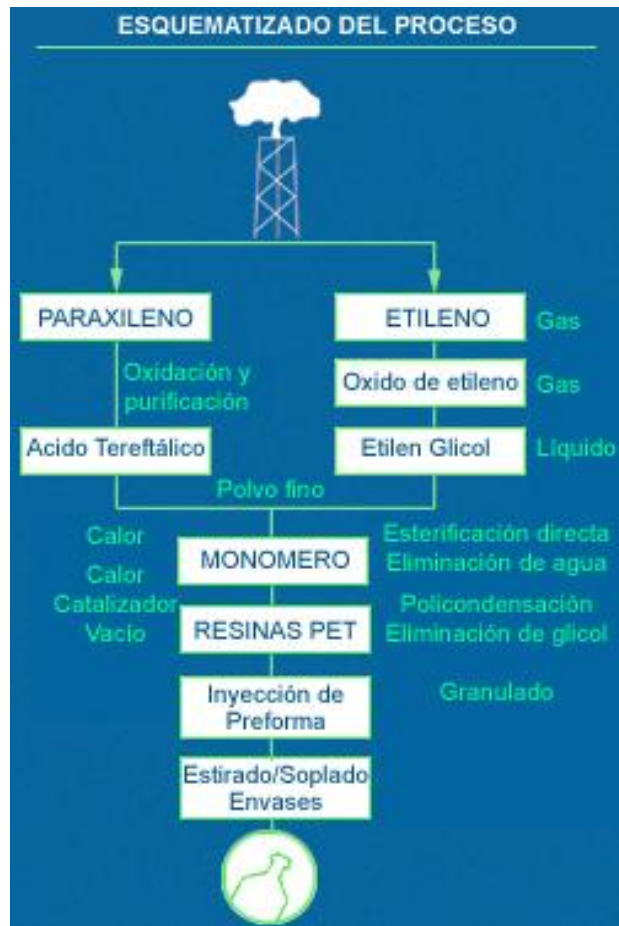 ESQUEMATIZADO DEL PROCESO
PARAXILENO
ETILENO
Gas
Oxidación y
purificación
Oxido de etileno
Gas
Acido Tereftálico
Etilen Glicol
Líquido
Polvo fino
Calor
MONOMERO
Esterificación directa
Eliminación de agua
Calor
Catalizador
Vacío
RESINAS PET
Policondensación
Eliminación de glicol
Inyección de
Preforma
Granulado
Estirado/Soplado
Envases